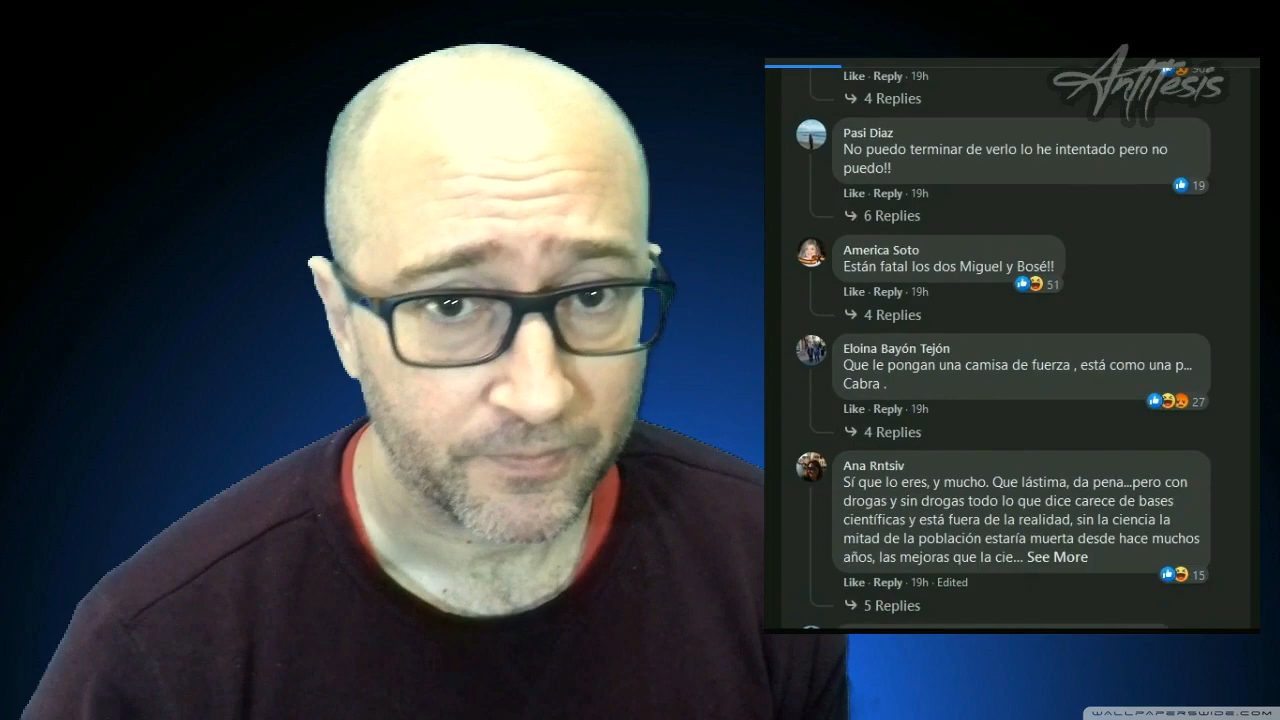 Like · Reply · 19h
4 Replies
Antítesis
Pasi Diaz
No puedo terminar de verlo lo he intentado pero no
puedo!!
19
Like · Reply · 19h
6 Replies
America Soto
Están fatal los dos Miguel y Bosé!!
51
Like · Reply · 19h
4 Replies
Eloina Bayón Tejón
Que le pongan una camisa de fuerza , está como una p...
Cabra .
27
Like · Reply · 19h
4 Replies
Ana Rntsiv
Sí que lo eres, y mucho. Que lástima, da pena...pero con
drogas y sin drogas todo lo que dice carece de bases
científicas y está fuera de la realidad, sin la ciencia la
mitad de la población estaría muerta desde hace muchos
años, las mejoras que la cie... See More
15
Like · Reply · 19h · Edited
5 Replies
WALLPAPERSWIDE.COM